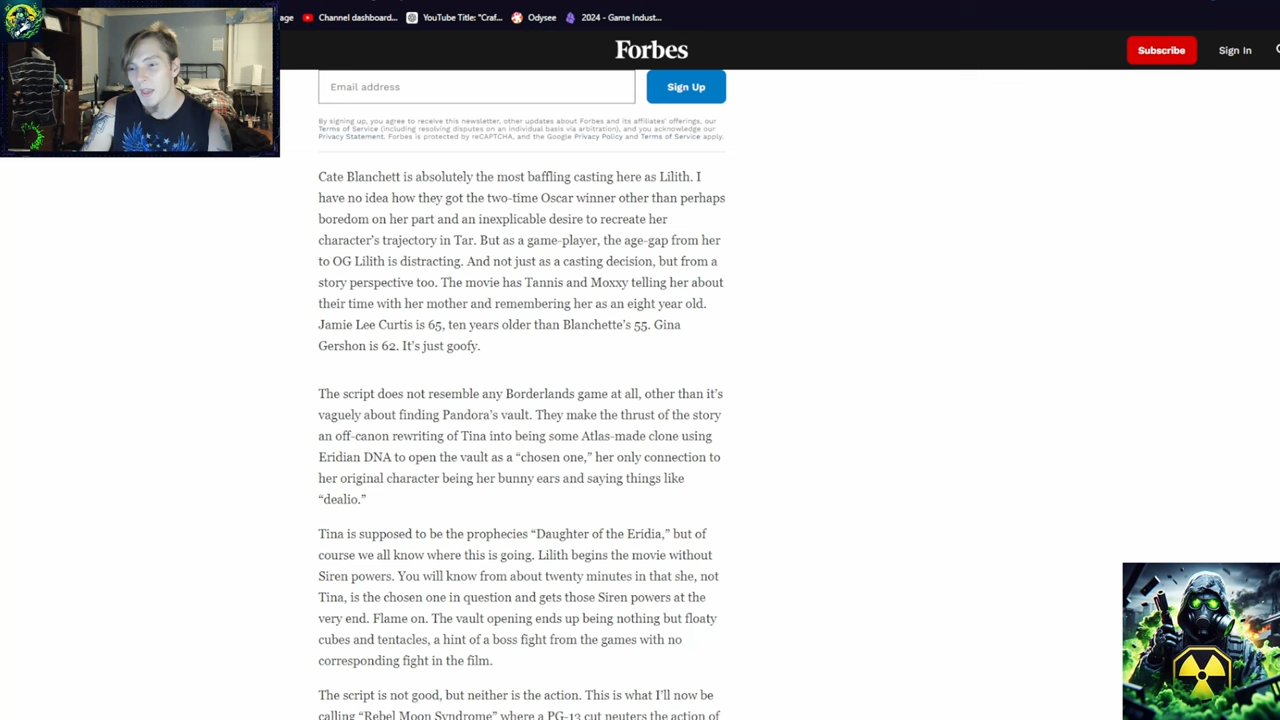 age
Channel dashboard...
YouTube Title: "Craf...
Odysee
2024 - Game Indust...
Forbes
Subscribe
Sign In
Email address
Sign Up
By signing up, you agree to receive this newsletter, other updates about Forbes and its affiliates' offerings, our
Terms of Service (including resolving disputes on an individual basis via arbitration), and you acknowledge our
Privacy Statement. Forbes is protected by reCAPTCHA, and the Google Privacy Policy and Terms of Service apply.
Cate Blanchett is absolutely the most baffling casting here as Lilith. I
have no idea how they got the two-time Oscar winner other than perhaps
boredom on her part and an inexplicable desire to recreate her
character's trajectory in Tar. But as a game-player, the age-gap from her
to OG Lilith is distracting. And not just as a casting decision, but from a
story perspective too. The movie has Tannis and Moxxy telling her about
their time with her mother and remembering her as an eight year old.
Jamie Lee Curtis is 65, ten years older than Blanchette's 55. Gina
Gershon is 62. It's just goofy.
The script does not resemble any Borderlands game at all, other than it's
vaguely about finding Pandora's vault. They make the thrust of the story
an off-canon rewriting of Tina into being some Atlas-made clone using
Eridian DNA to open the vault as a "chosen one," her only connection to
her original character being her bunny ears and saying things like
"dealio."
Tina is supposed to be the prophecies "Daughter of the Eridia," but of
course we all know where this is going. Lilith begins the movie without
Siren powers. You will know from about twenty minutes in that she, not
Tina, is the chosen one in question and gets those Siren powers at the
very end. Flame on. The vault opening ends up being nothing but floaty
cubes and tentacles, a hint of a boss fight from the games with no
corresponding fight in the film.
The script is not good, but neither is the action. This is what I'll now be
calling "Rebel Moon Syndrome" where a PG-13 cut neuters the action of